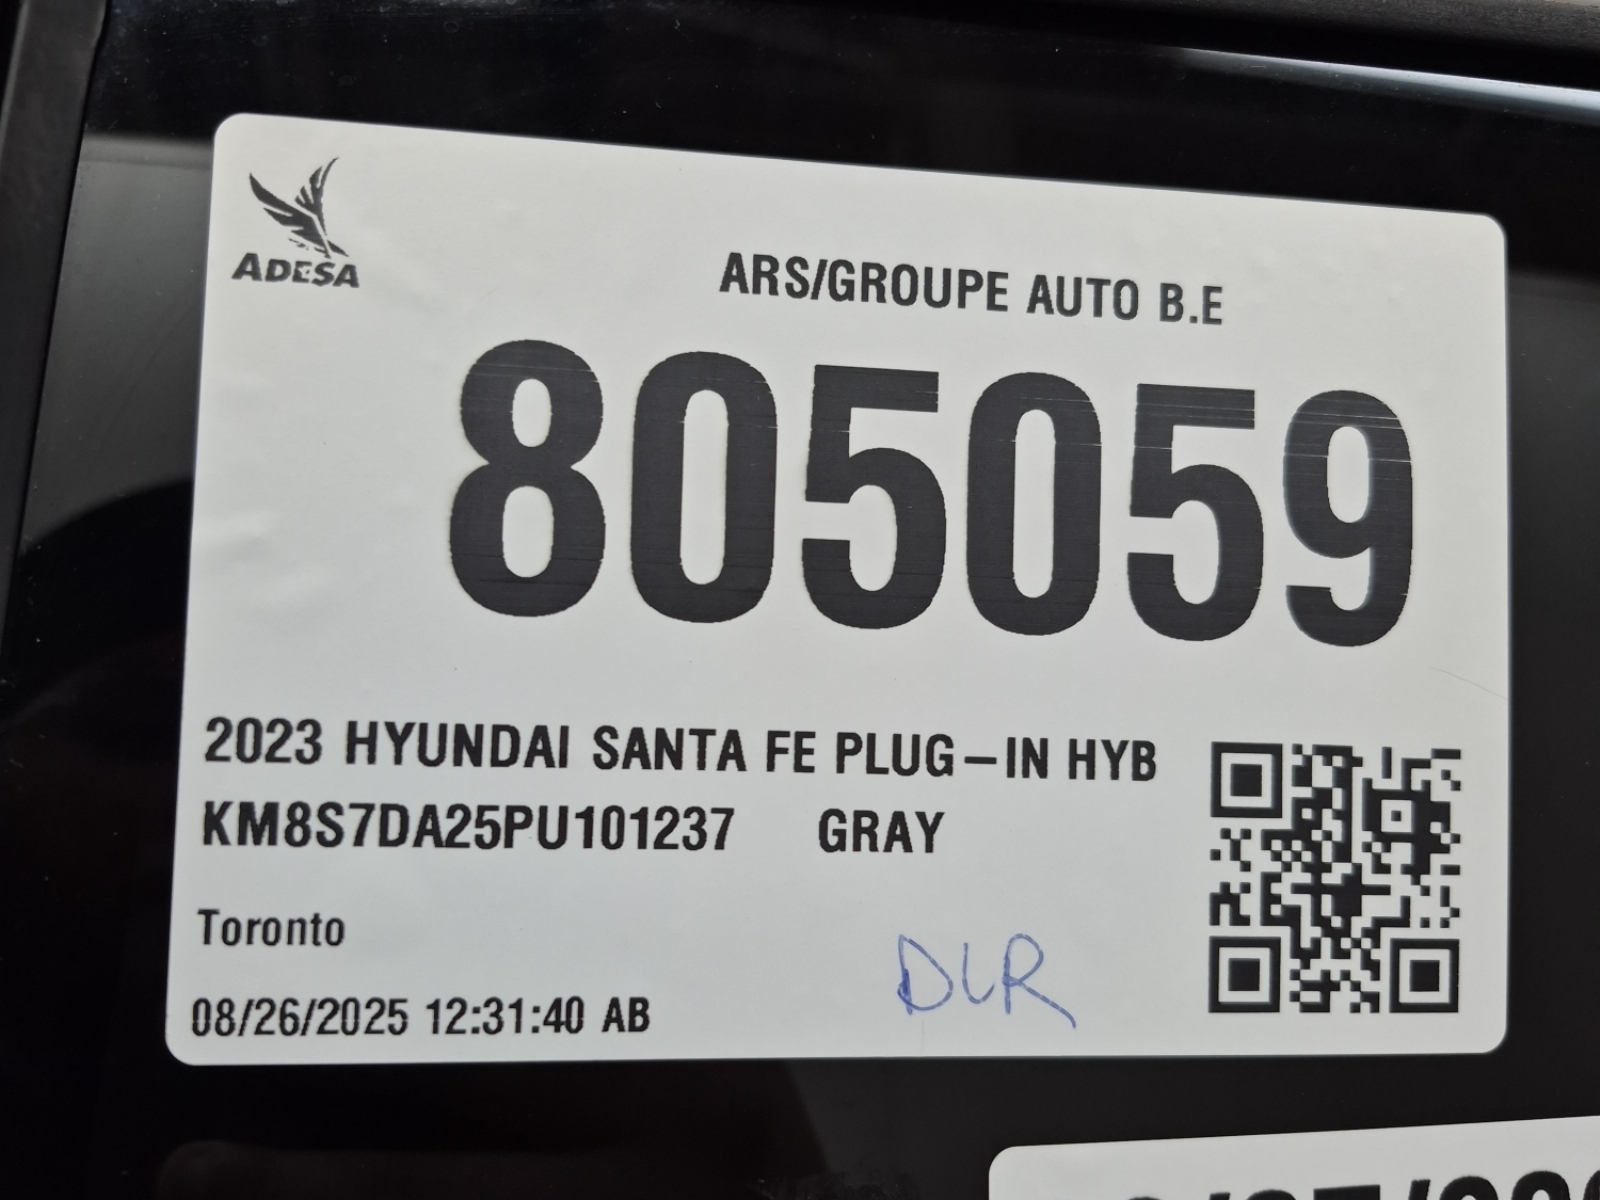 ADESA
ARS/GROUPE AUTO B.E
805059
2023 HYUNDAI SANTA FE PLUG-IN HYB
KM8S7DA25PU101237 GRAY
Toronto
DLR
08/26/2025 12:31:40 AB